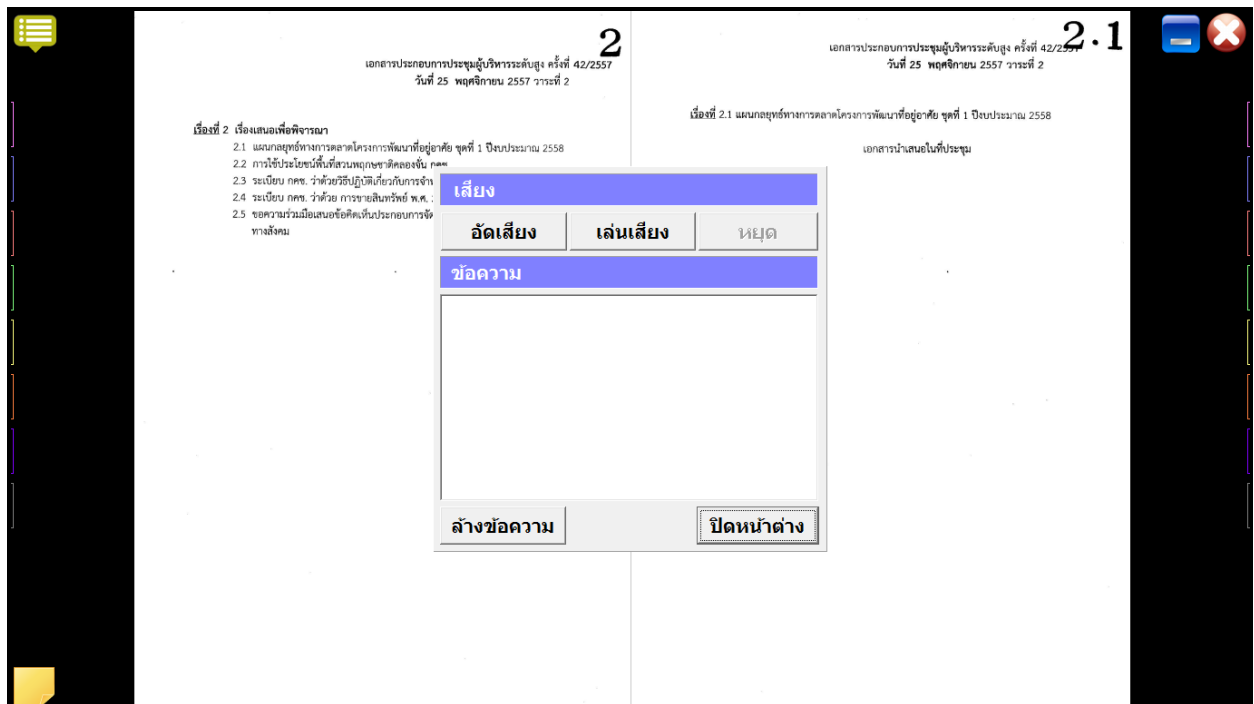 2
เอกสารประกอบการประชุมผู้บริหารระดับสูง ครั้งที่ 42/2557
วันที่ 25 พฤศจิกายน 2557 วาระที่ 2
เรื่องที่ 2 เรื่องเสนอเพื่อพิจารณา
2.1 แผนกลยุทธ์ทางการตลาดโครงการพัฒนาที่อยู่อาศัย ชุดที่ 1 ปีงบประมาณ 2558
2.2 การใช้ประโยชน์พื้นที่สวนพฤกษชาติคลองจั่น กคช.
2.3 ระเบียบ กคช. ว่าด้วยวิธีปฏิบัติเกี่ยวกับการ
2.4 ระเบียบ กคช. ว่าด้วย การขายสินทรัพย์ พ.ศ.
2.5 ขอความร่วมมือเสนอข้อคิดเห็นประกอบการ
ทางสังคม
2.1
เอกสารประกอบการประชุมผู้บริหารระดับสูง ครั้งที่ 42/2557
วันที่ 25 พฤศจิกายน 2557 วาระที่ 2
เรื่องที่ 2.1 แผนกลยุทธ์ทางการตลาดโครงการพัฒนาที่อยู่อาศัย ชุดที่ 1 ปีงบประมาณ 2558
เอกสารนำเสนอในที่ประชุม
เสียง
อัดเสียง เล่นเสียง หยุด
ข้อความ
ล้างข้อความ ปิดหน้าต่าง